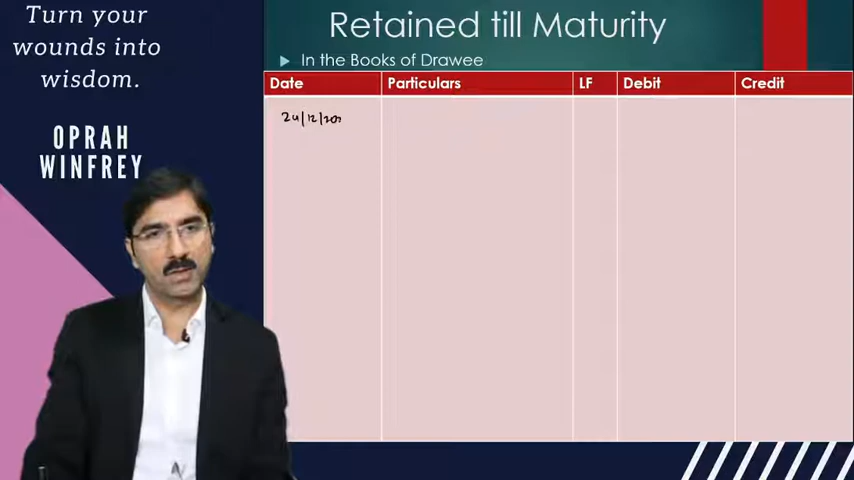 Turn your
wounds into
wisdom.
OPRAH
WINFREY
Retained till Maturity
In the Books of Drawee
Date Particulars LF Debit Credit
24/12/20